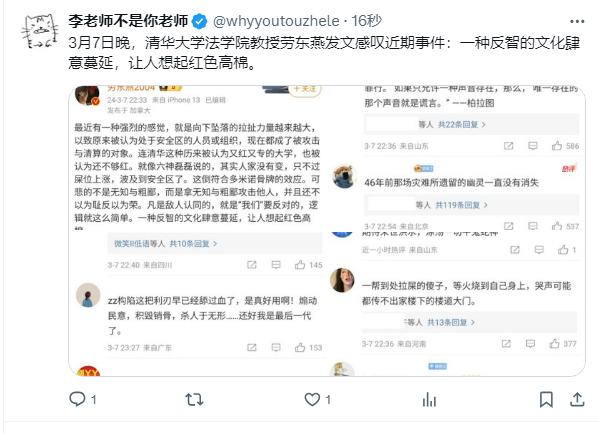 李老师不是你老师 @whyyoutouzhele · 16秒
3月7日晚，清华大学法学院教授劳东燕发文感叹近期事件：一种反智的文化肆
意蔓延，让人想起红色高棉。
劳东燕2004
+关注
24-3-7 22:33 来自 iPhone 13 已编辑
发布于 加拿大
最近有一种强烈的感觉，就是向下坠落的拉扯力量越来越大，
以致原来被认为处于安全区的人员或组织，现在都成了被攻击
与清算的对象。连清华这种历来被认为又红又专的大学，也被
认为还不够红。就像六神磊磊说的，其实人家没有变，只不过
屎位上涨了，波及到安全区了。这倒符合多米诺骨牌的效应。可
悲的不是无知与粗鄙，而是拿无知与粗鄙攻击他人，并且还不
以为耻反以为荣。凡是敌人认同的，就是“我们”要反对的，逻
辑就这么简单。一种反智的文化肆意蔓延，让人想起红色高
棉。
微笑II低语等人 共10条回复 >
3-7 22:40 来自四川
145
zz构陷这把利刃早已经舔过血了，是真好用啊！煽动
民意，积毁销骨，杀人于无形……还好我是最后一代
了。
3-7 23:27 来自广东
153
罪行。 如果只允许一种声音存在，那么， 唯一存在的
那个声音就是谎言。” ——柏拉图
等人 共22条回复 >
3-7 22:36 来自山东
586
热评
46年前那场灾难所遗留的幽灵一直没有消失
等人 共119条回复 >
3-7 22:54 来自北京
537
近一小时热评 来自山东
1
一帮到处拉屎的傻子，等火烧到自己身上，哭声可能
都传不出家楼下的楼道大门。
等人 共13条回复 >
3-7 22:36 来自河南
377
1
1